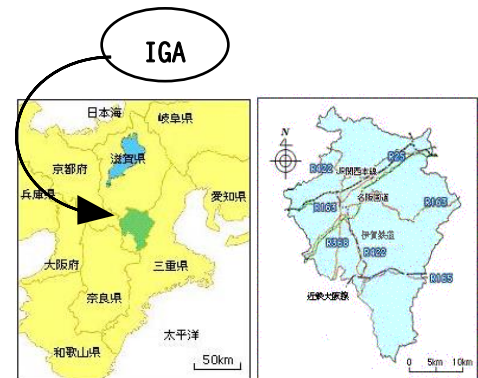 IGA
日本海
岐阜県
滋賀県
京都府
兵庫県
愛知県
大阪府
三重県
奈良県
太平洋
和歌山県
50km
N
R25
R422
JR関西本線
R163
名阪国道
R163
伊賀鉄道
R368
R422
R165
近鉄大阪線
0 5km 10km